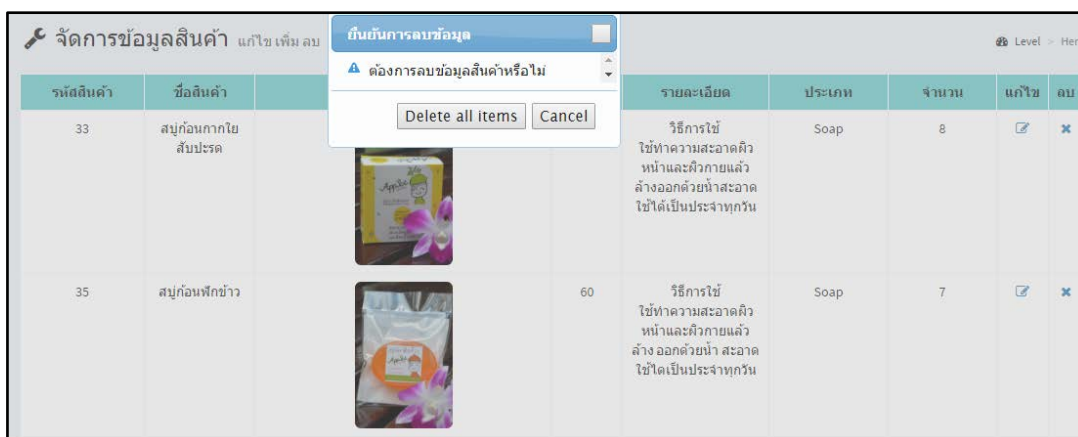 จัดการข้อมูลสินค้า แก้ไข เพิ่ม ลบ
ยืนยันการลบข้อมูล
Level > Her
ต้องการลบข้อมูลสินค้าหรือไม่
Delete all items Cancel
รหัสสินค้า ชื่อสินค้า รายละเอียด ประเภท จำนวน แก้ไข ลบ
33 สบู่ก้อนกากใย วิธีการใช้ Soap 8
สับปะรด ใช้ทำความสะอาดผิว
หน้าและผิวกายแล้ว
ล้างออกด้วยน้ำสะอาด
ใช้ได้เป็นประจำทุกวัน
35 สบู่ก้อนฟักข้าว 60 วิธีการใช้ Soap 7
ใช้ทำความสะอาดผิว
หน้าและผิวกายแล้ว
ล้าง ออกด้วยน้ำ สะอาด
ใช้ไดเป็นประจำทุกวัน